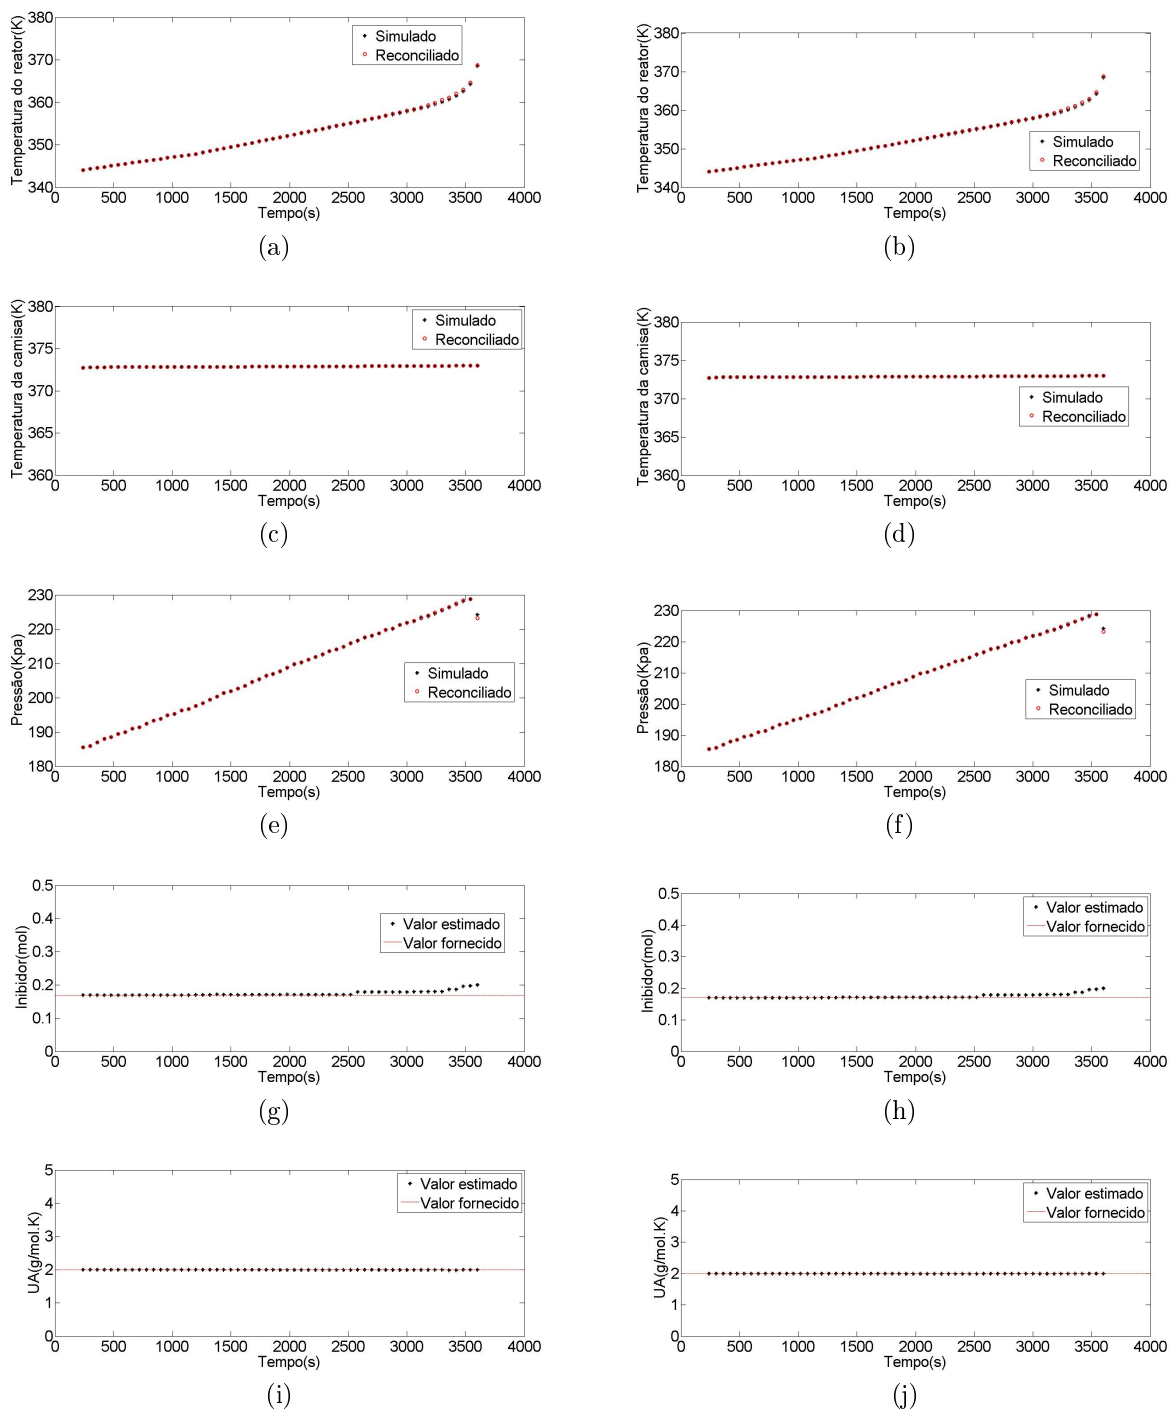 380
370
360
350
340
Temperatura do reator(K)
Simulado
Reconciliado
0 500 1000 1500 2000 2500 3000 3500 4000
Tempo(s)
(a)
380
370
360
350
340
Temperatura do reator(K)
Simulado
Reconciliado
0 500 1000 1500 2000 2500 3000 3500 4000
Tempo(s)
(b)
380
375
370
365
360
Temperatura da camisa(K)
Simulado
Reconciliado
0 500 1000 1500 2000 2500 3000 3500 4000
Tempo(s)
(c)
380
375
370
365
360
Temperatura da camisa(K)
Simulado
Reconciliado
0 500 1000 1500 2000 2500 3000 3500 4000
Tempo(s)
(d)
230
220
210
200
190
180
Pressão(Kpa)
Simulado
Reconciliado
0 500 1000 1500 2000 2500 3000 3500 4000
Tempo(s)
(e)
230
220
210
200
190
180
Pressão(Kpa)
Simulado
Reconciliado
0 500 1000 1500 2000 2500 3000 3500 4000
Tempo(s)
(f)
0.5
0.4
0.3
0.2
0.1
0
Inibidor(mol)
Valor estimado
Valor fornecido
0 500 1000 1500 2000 2500 3000 3500 4000
Tempo(s)
(g)
0.5
0.4
0.3
0.2
0.1
0
Inibidor(mol)
Valor estimado
Valor fornecido
0 500 1000 1500 2000 2500 3000 3500 4000
Tempo(s)
(h)
5
4
3
2
1
0
UA(g/mol.K)
Valor estimado
Valor fornecido
0 500 1000 1500 2000 2500 3000 3500 4000
Tempo(s)
(i)
5
4
3
2
1
0
UA(g/mol.K)
Valor estimado
Valor fornecido
0 500 1000 1500 2000 2500 3000 3500 4000
Tempo(s)
(j)